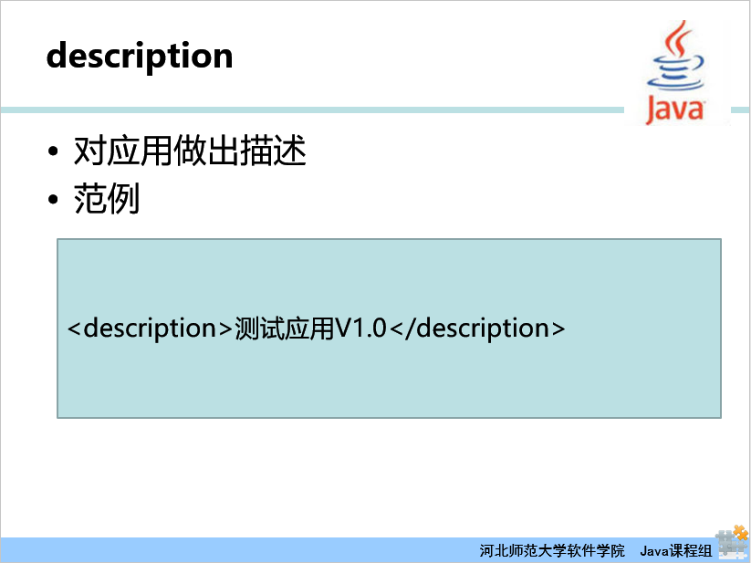 description
Java
• 对应用做出描述
• 范例
<description>测试应用V1.0</description>
河北师范大学软件学院 Java课程组